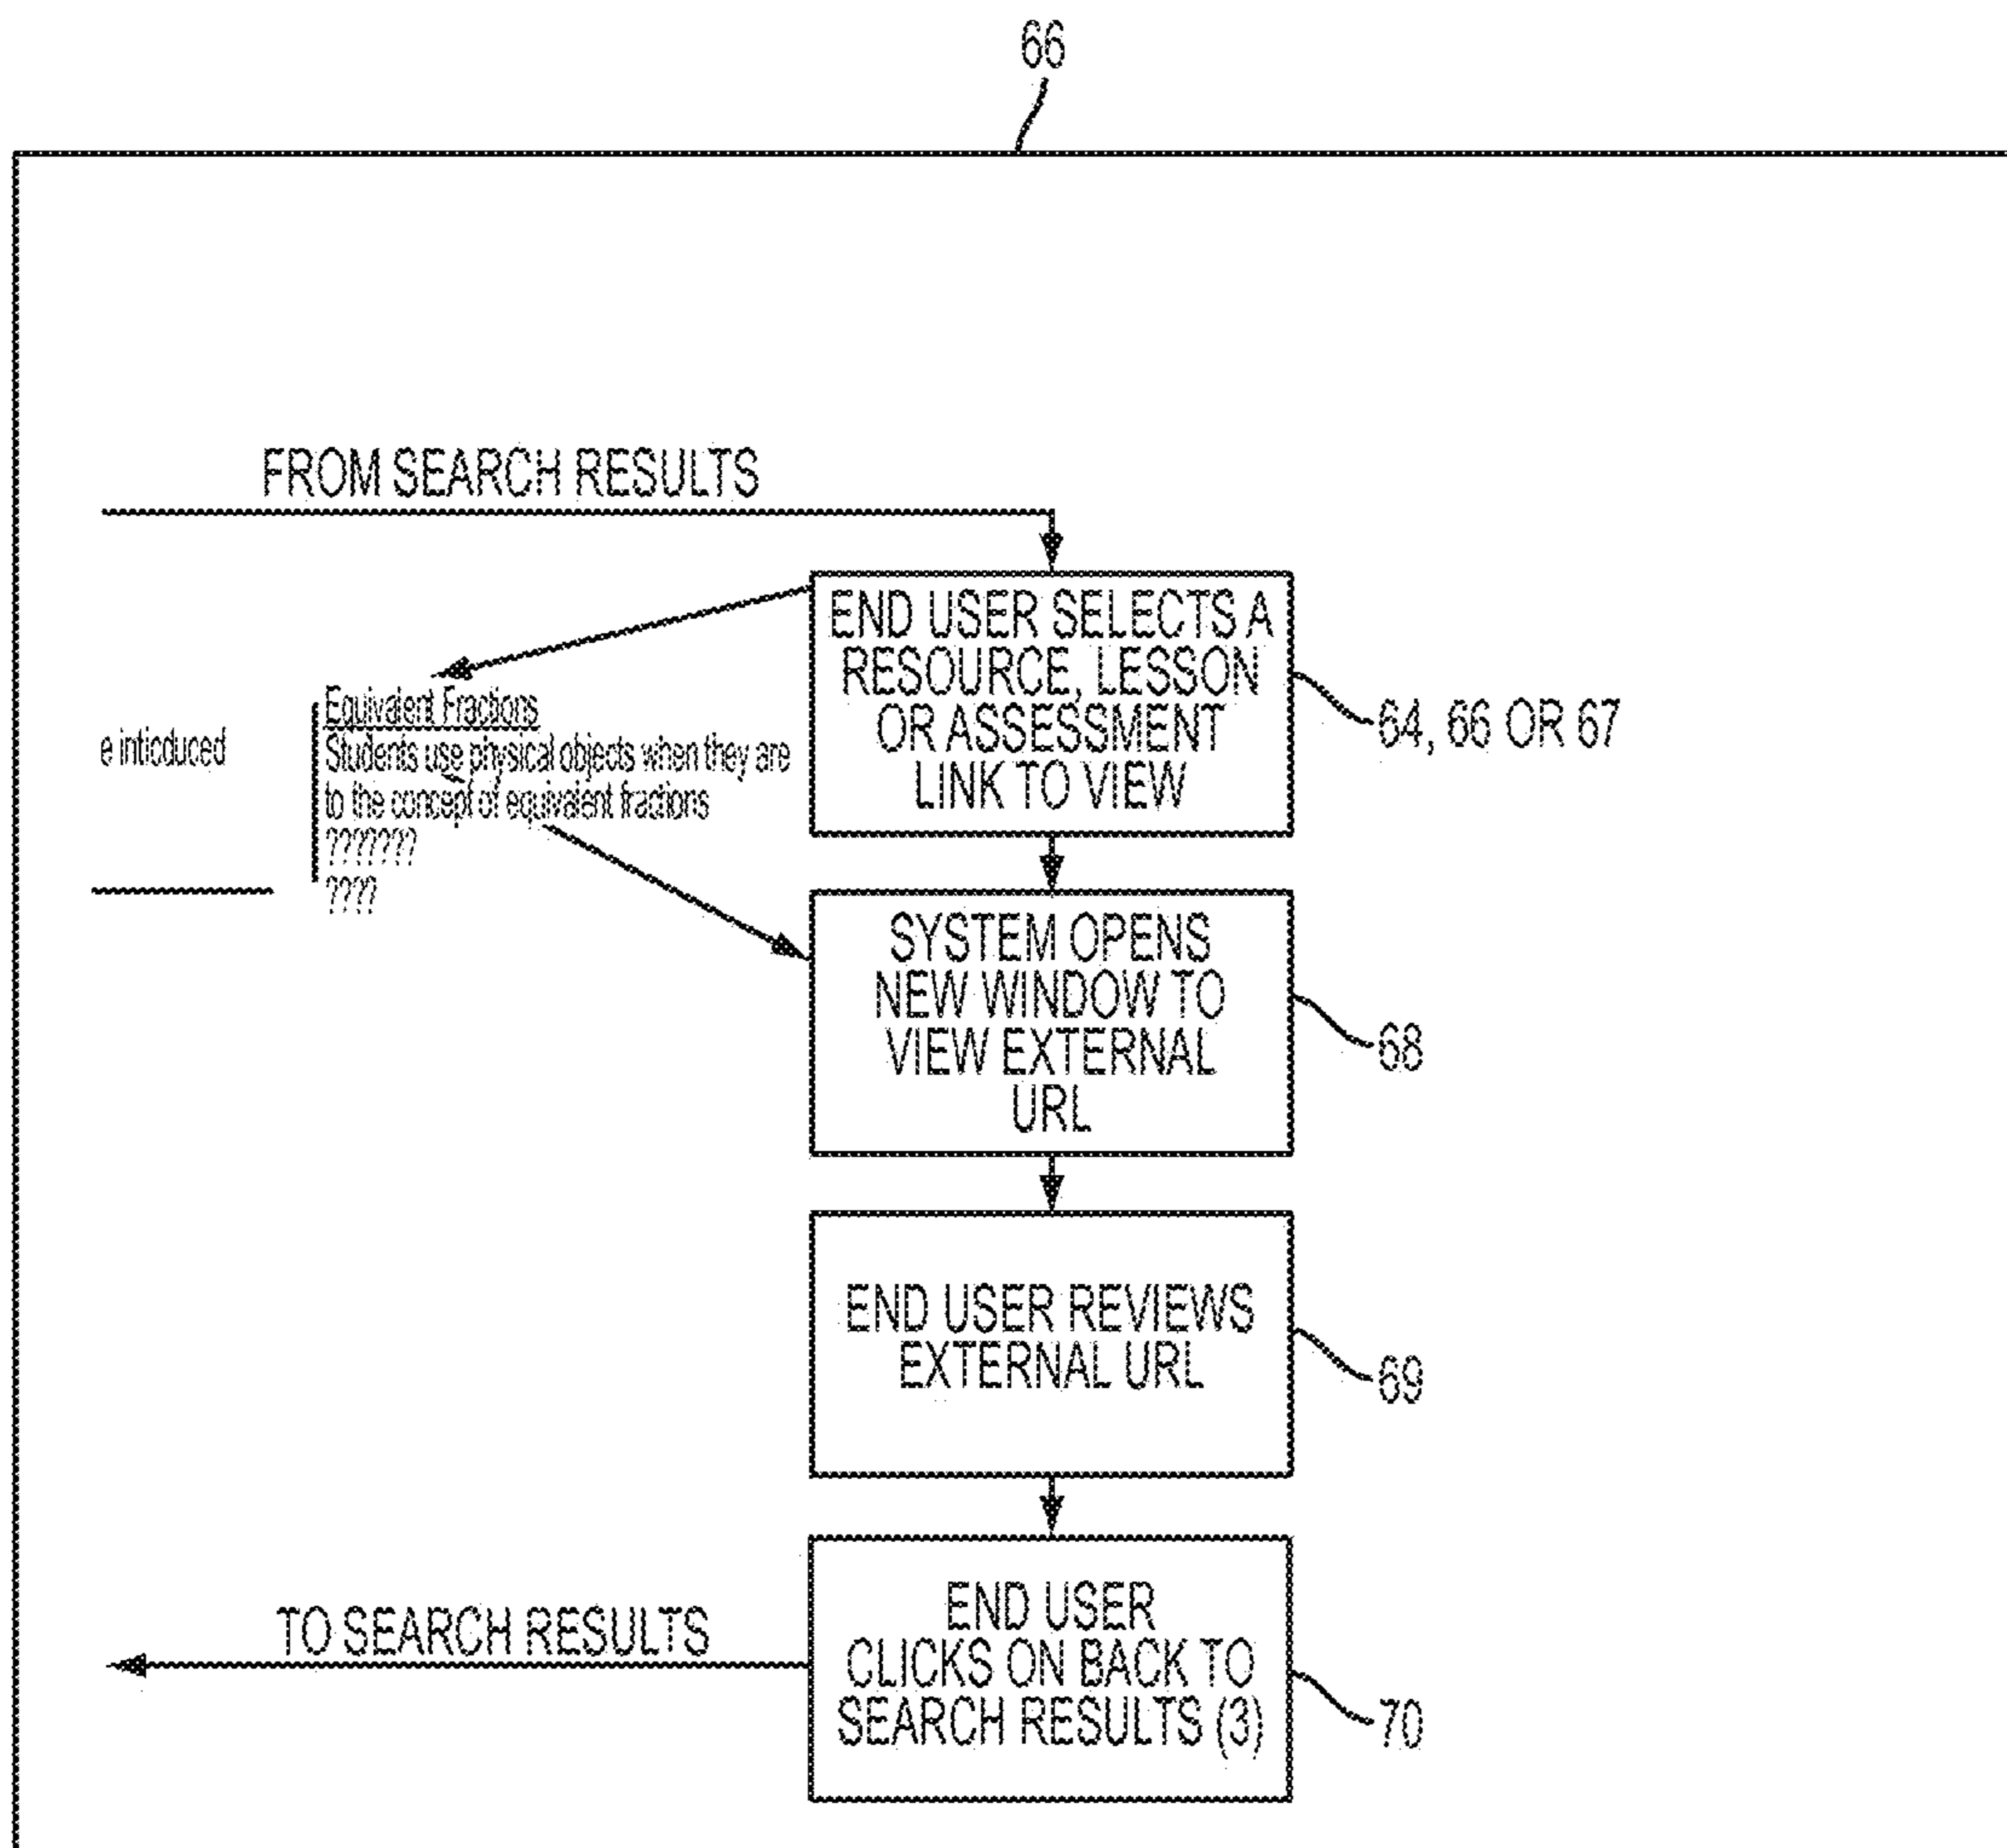 66
FROM SEARCH RESULTS
END USER SELECTS A
RESOURCE, LESSON
OR ASSESSMENT
LINK TO VIEW
64, 66 OR 67
e inticduced
Equivalent Fractions
Students use physical objects when they are
to the concept of equivalent fractions
???????
????
SYSTEM OPENS
NEW WINDOW TO
VIEW EXTERNAL
URL
68
END USER REVIEWS
EXTERNAL URL
69
TO SEARCH RESULTS
END USER
CLICKS ON BACK TO
SEARCH RESULTS (3)
70